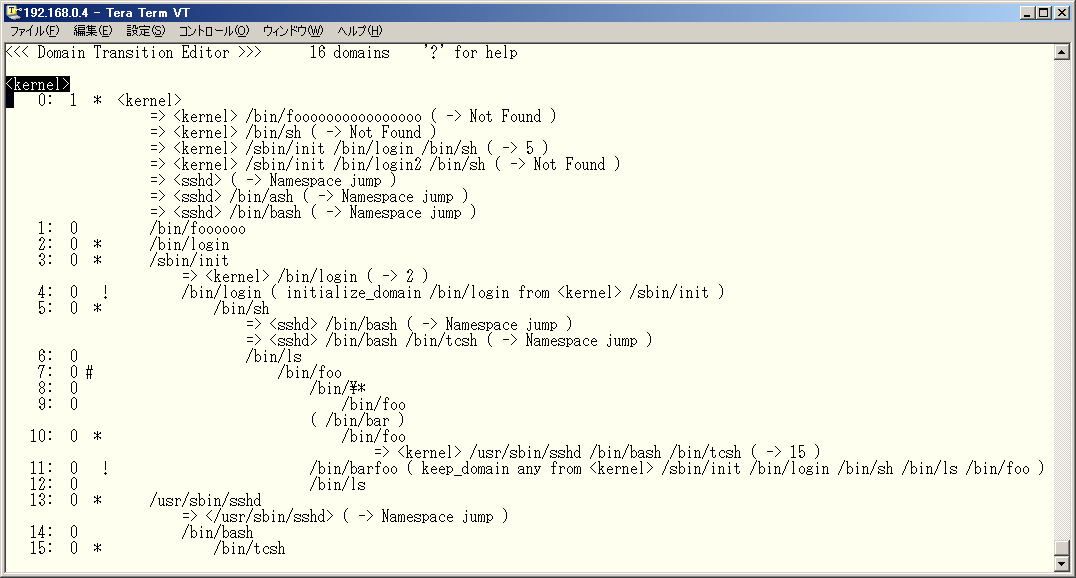 192.168.0.4 - Tera Term VT
ファイル(F) 編集(E) 設定(S) コントロール(O) ウィンドウ(W) ヘルプ(H)
<<< Domain Transition Editor >>>      16 domains    '?' for help
<kernel>
    0:  1  *  <kernel>
                  => <kernel> /bin/foooooooooooooooo ( -> Not Found )
                  => <kernel> /bin/sh ( -> Not Found )
                  => <kernel> /sbin/init /bin/login /bin/sh ( -> 5 )
                  => <kernel> /sbin/init /bin/login2 /bin/sh ( -> Not Found )
                  => <sshd> ( -> Namespace jump )
                  => <sshd> /bin/ash ( -> Namespace jump )
                  => <sshd> /bin/bash ( -> Namespace jump )
    1:  0         /bin/foooooo
    2:  0  *      /bin/login
    3:  0  *      /sbin/init
                      => <kernel> /bin/login ( -> 2 )
    4:  0   !         /bin/login ( initialize_domain /bin/login from <kernel> /sbin/init )
    5:  0  *              /bin/sh
                              => <sshd> /bin/bash ( -> Namespace jump )
                              => <sshd> /bin/bash /bin/tcsh ( -> Namespace jump )
    6:  0                     /bin/ls
    7:  0 #                       /bin/foo
    8:  0                             /bin/¥*
    9:  0                                 /bin/foo
                                      ( /bin/bar )
   10:  0  *                              /bin/foo
                                              => <kernel> /usr/sbin/sshd /bin/bash /bin/tcsh ( -> 15 )
   11:  0   !                         /bin/barfoo ( keep_domain any from <kernel> /sbin/init /bin/login /bin/sh /bin/ls /bin/foo )
   12:  0                             /bin/ls
   13:  0  *      /usr/sbin/sshd
                      => </usr/sbin/sshd> ( -> Namespace jump )
   14:  0             /bin/bash
   15:  0  *              /bin/tcsh